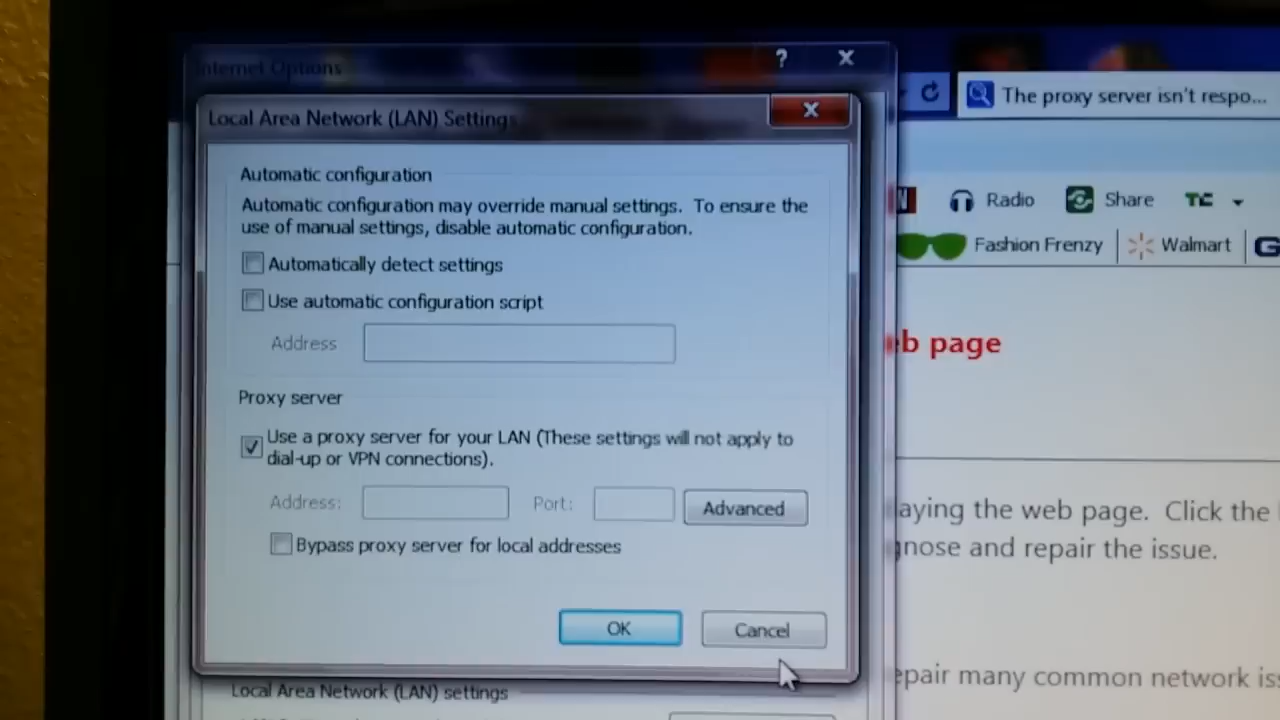 Internet Options
?
X
The proxy server isn't respo...
Local Area Network (LAN) Settings
X
Automatic configuration
Automatic configuration may override manual settings. To ensure the
use of manual settings, disable automatic configuration.
Automatically detect settings
Use automatic configuration script
Address
Proxy server
Use a proxy server for your LAN (These settings will not apply to
dial-up or VPN connections).
Address:
Port:
Advanced
Bypass proxy server for local addresses
OK
Cancel
Local Area Network (LAN) settings
Radio
Share
TC
Fashion Frenzy
Walmart
G
eb page
aying the web page. Click the
gnose and repair the issue.
epair many common network iss